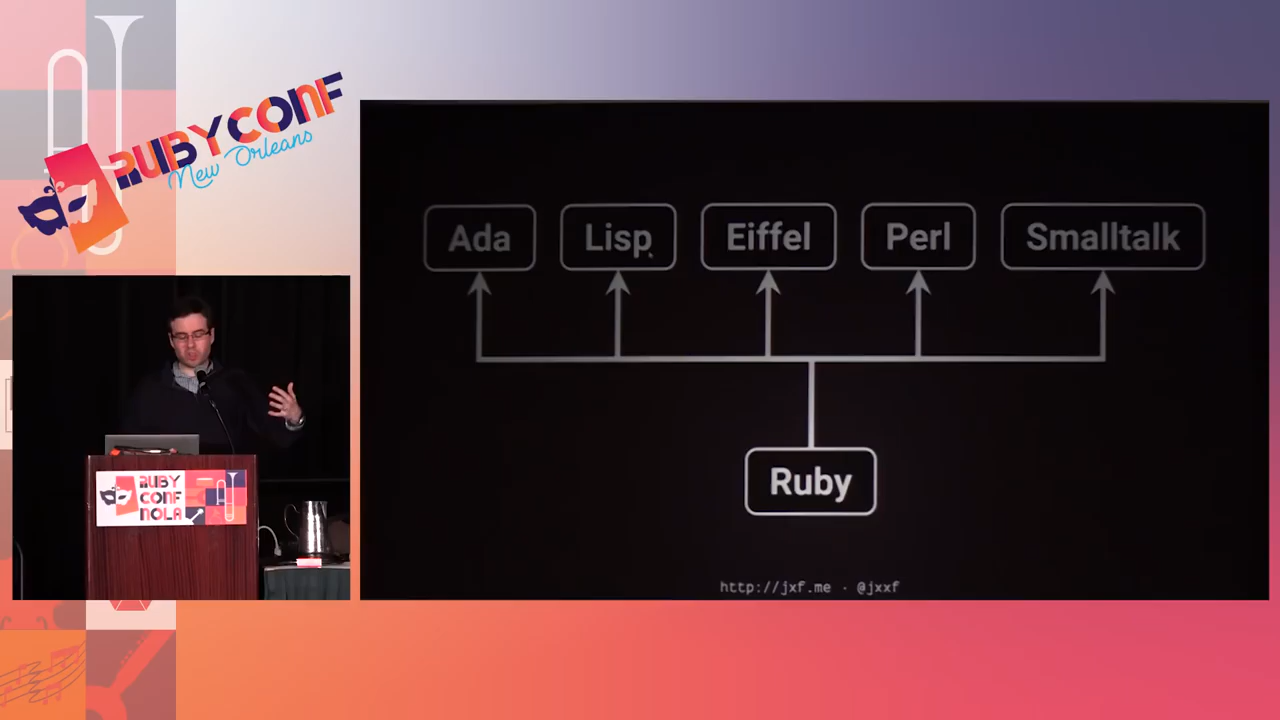 RUBYCONF
New Orleans
Ada Lisp Eiffel Perl Smalltalk
Ruby
http://jxf.me · @jxxf
RUBY
CONF
NOLA